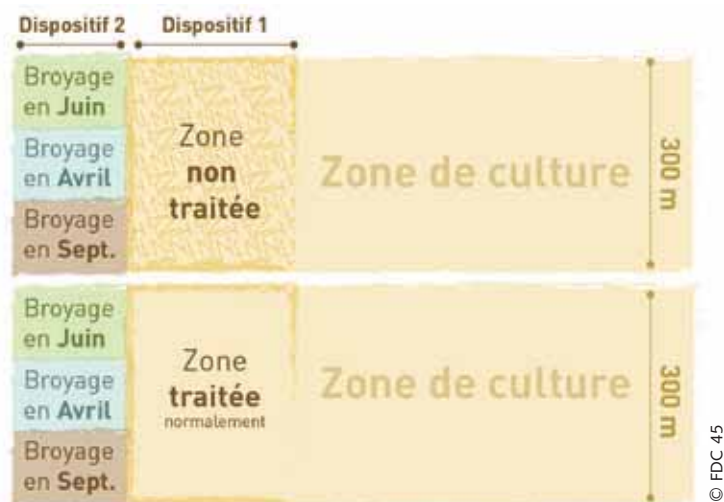 Dispositif 2
Dispositif 1
Broyage
en Juin
Broyage
en Avril
Broyage
en Sept.
Zone
non
traitée
Zone de culture
300 m
Broyage
en Juin
Broyage
en Avril
Broyage
en Sept.
Zone
traitée
normalement
Zone de culture
300 m
© FDC 45